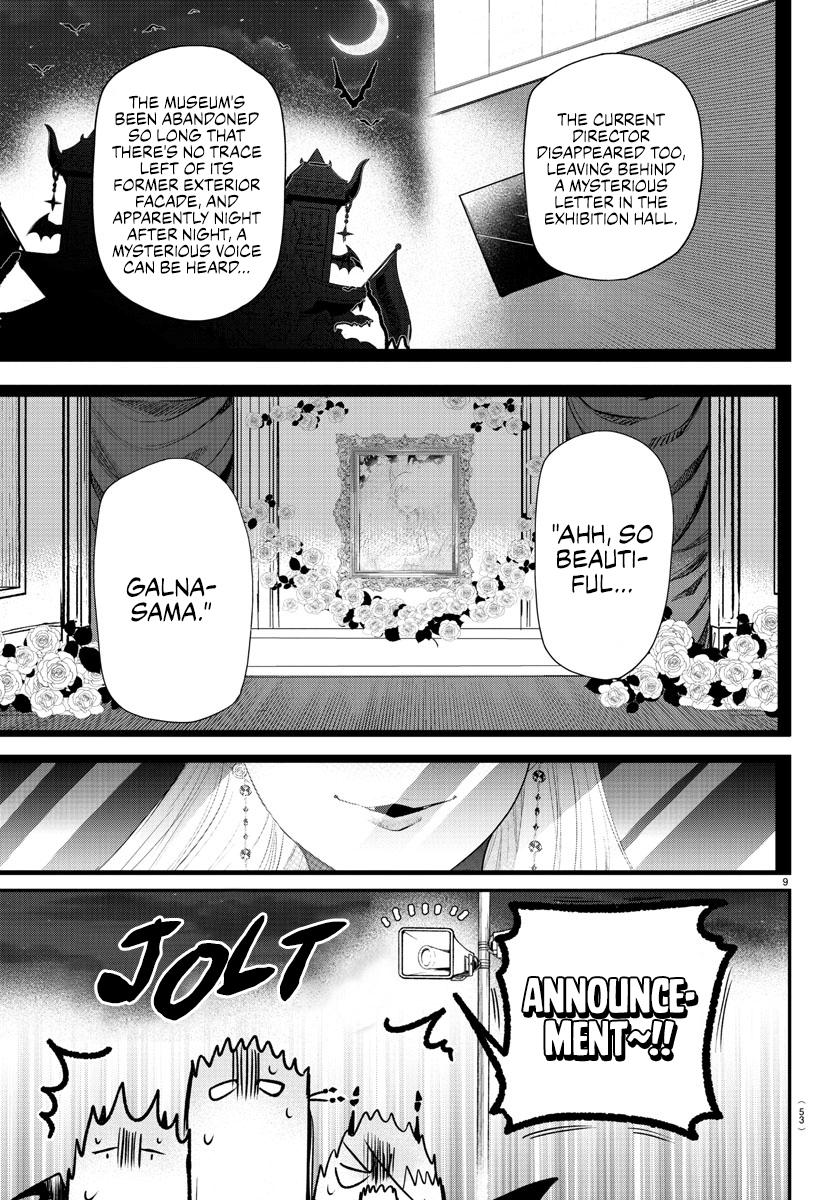 THE CURRENT
DIRECTOR
DISAPPEARED TOO,
LEAVING BEHIND
A MYSTERIOUS
LETTER IN THE
EXHIBITION HALL.
THE MUSEUM'S
BEEN ABANDONED
SO LONG THAT
THERE'S NO TRACE
LEFT OF ITS
FORMER EXTERIOR
FACADE, AND
APPARENTLY NIGHT
AFTER NIGHT, A
MYSTERIOUS VOICE
CAN BE HEARD...
"AHH, SO
BEAUTI-
FUL...
GALNA-
SAMA."
9
ANNOUNCE-
MENT~!!
JOLT
(53)